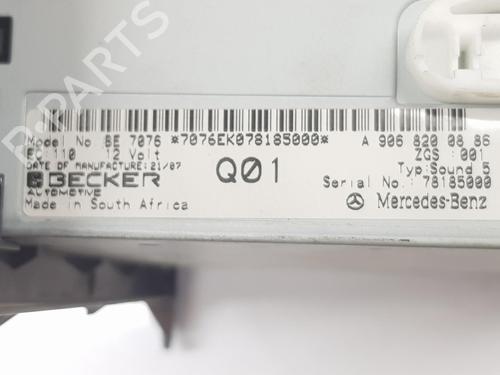 Model No BE 7076 *7076EK078185000* A 906 820 08 86
EC 110 12 Volt ZGS :001
DATE OF MANUFACTURE:21/07 Q01 Typ:Sound 5
BECKER Serial No.: 78185000
AUTOMOTIVE
Made in South Africa Mercedes-Benz
B-PARTS